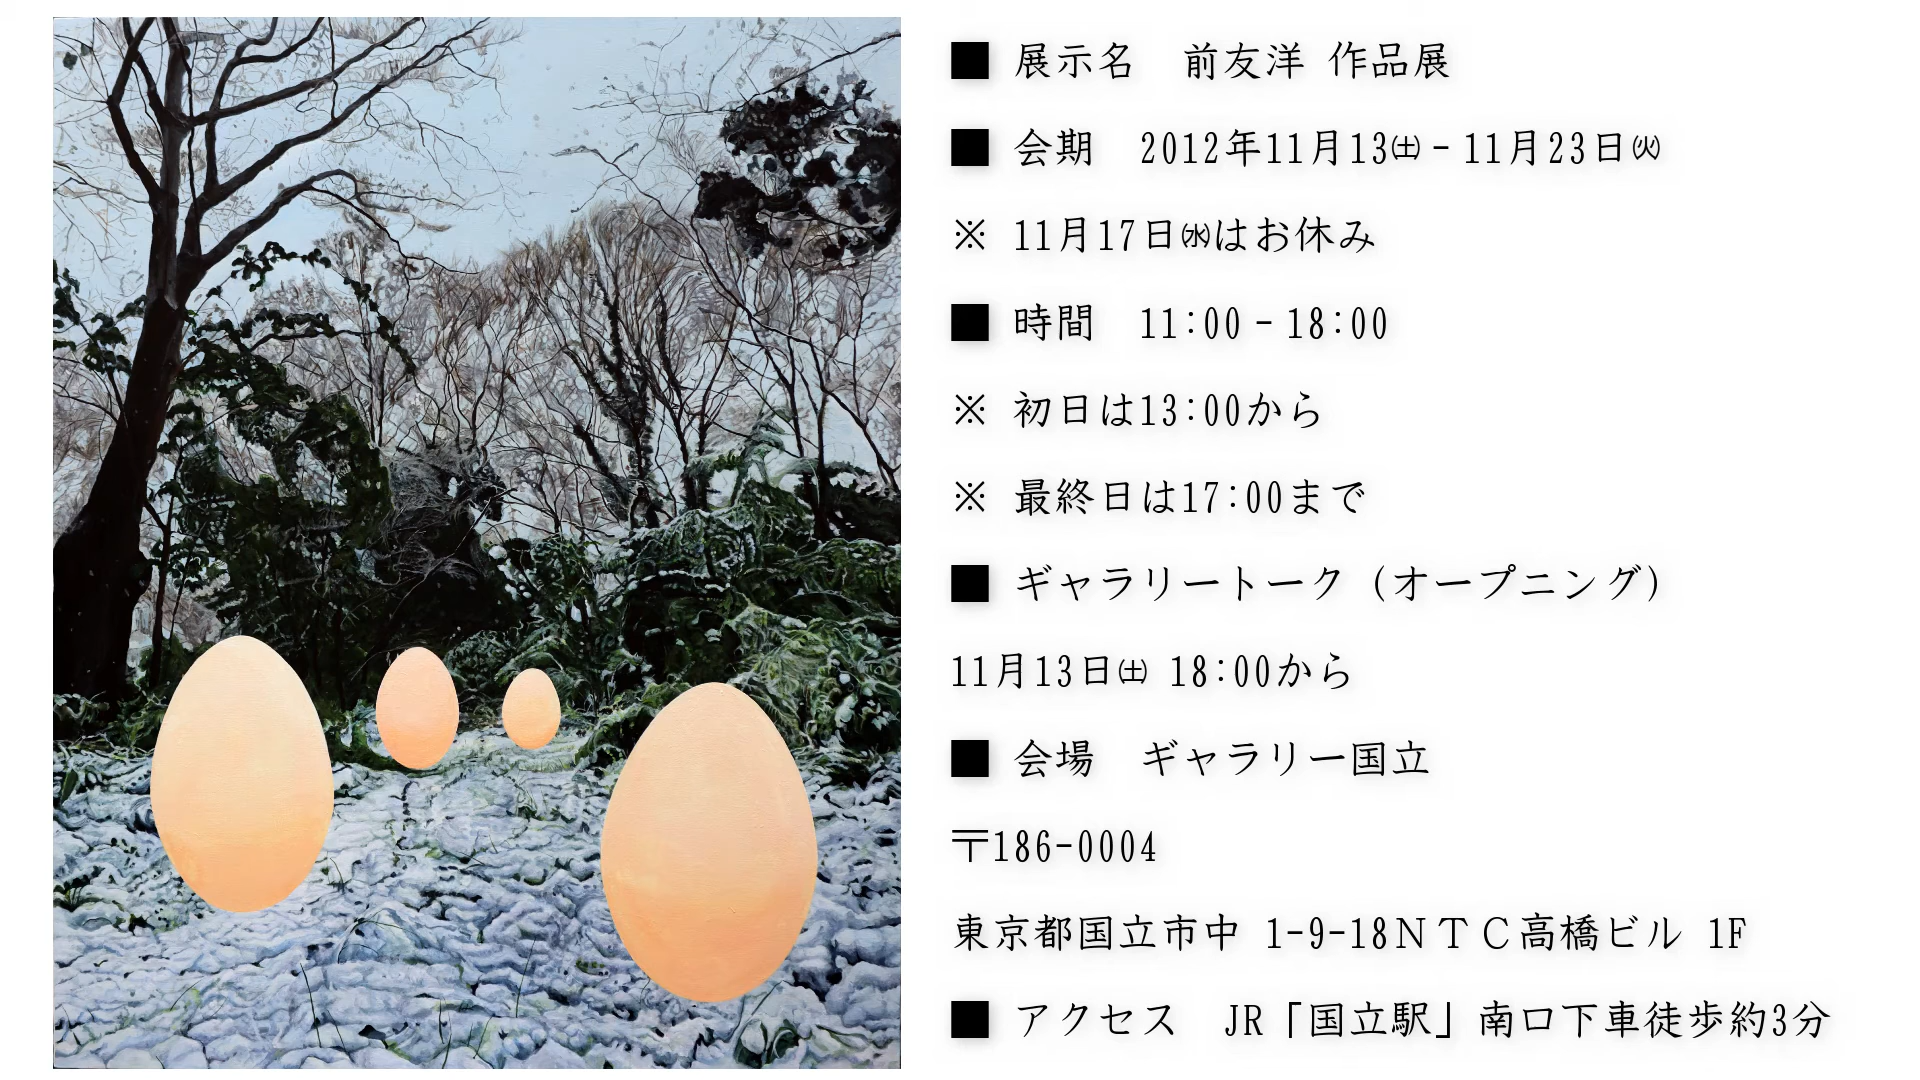 ■ 展示名　前友洋 作品展
■ 会期　2012年11月13㈯－11月23日㈫
※ 11月17日㈬はお休み
■ 時間　11:00－18:00
※ 初日は13:00から
※ 最終日は17:00まで
■ ギャラリートーク（オープニング）
11月13日㈯ 18:00から
■ 会場　ギャラリー国立
〒186-0004
東京都国立市中 1-9-18ＮＴＣ高橋ビル 1F
■ アクセス　JR「国立駅」南口下車徒歩約3分